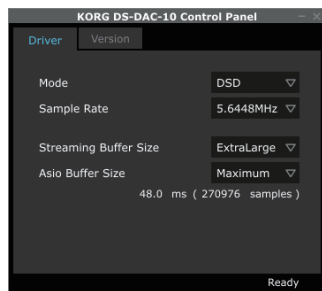 KORG DS-DAC-10 Control Panel
Driver Version
Mode DSD
Sample Rate 5.6448MHz
Streaming Buffer Size ExtraLarge
Asio Buffer Size Maximum
48.0 ms ( 270976 samples )
Ready